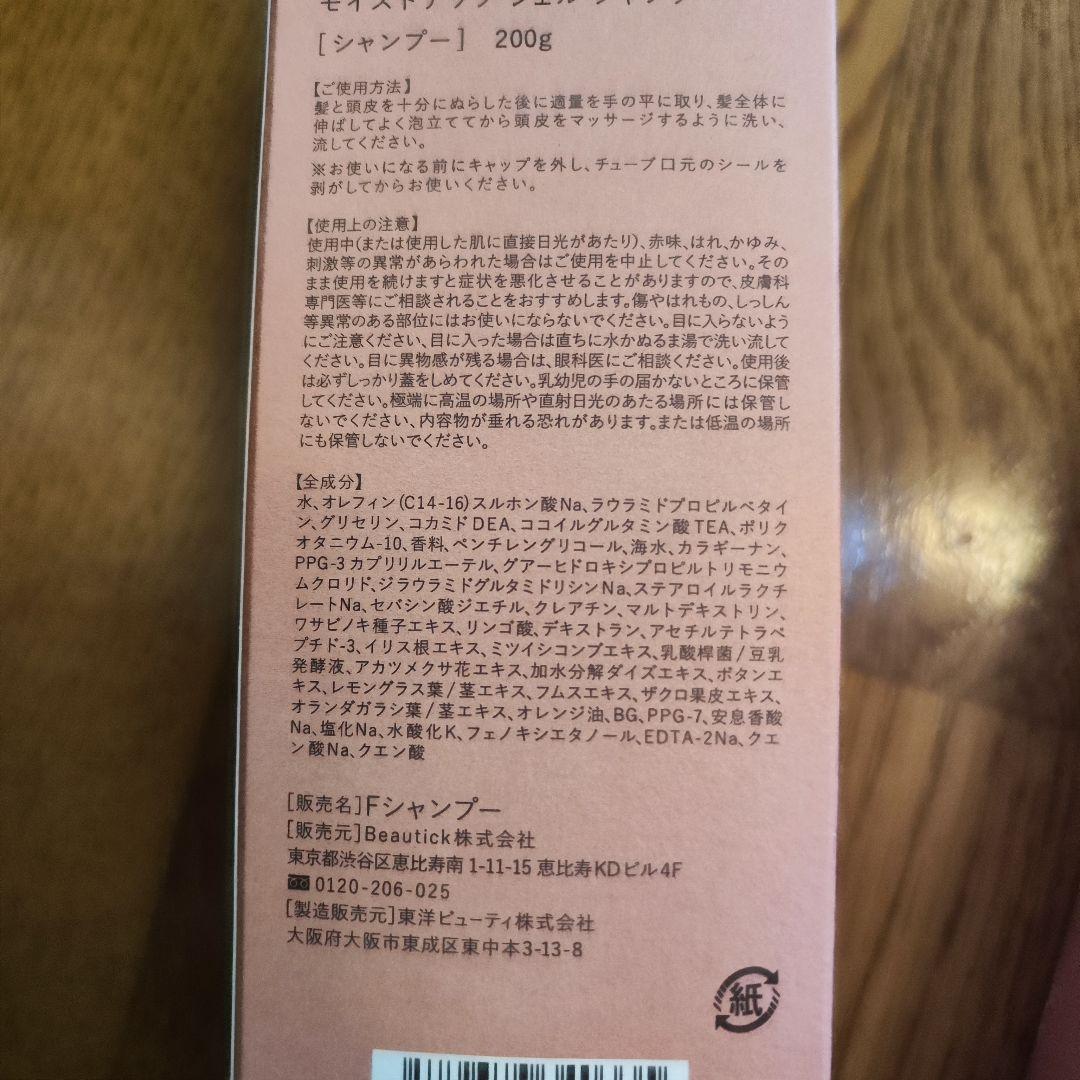 モイストアップ ジェル シャンプー
[シャンプー] 200g
【ご使用方法】
髪と頭皮を十分にぬらした後に適量を手の平に取り、髪全体に
伸ばしてよく泡立ててから頭皮をマッサージするように洗い、
流してください。
※お使いになる前にキャップを外し、チューブ口元のシールを
剥がしてからお使いください。
【使用上の注意】
使用中(または使用した肌に直接日光があたり)、赤味、はれ、かゆみ、
刺激等の異常があらわれた場合はご使用を中止してください。その
まま使用を続けますと症状を悪化させることがありますので、皮膚科
専門医等にご相談されることをおすすめします。傷やはれもの、しっしん
等異常のある部位にはお使いにならないでください。目に入らないよう
にご注意ください、目に入った場合は直ちに水かぬるま湯で洗い流して
ください。目に異物感が残る場合は、眼科医にご相談ください。使用後
は必ずしっかり蓋をしめてください。乳幼児の手の届かないところに保管
してください。極端に高温の場所や直射日光のあたる場所には保管し
ないでください、内容物が垂れる恐れがあります。または低温の場所
にも保管しないでください。
【全成分】
水、オレフィン(C14-16)スルホン酸Na、ラウラミドプロピルベタイ
ン、グリセリン、コカミドDEA、ココイルグルタミン酸TEA、ポリク
オタニウム-10、香料、ペンチレングリコール、海水、カラギーナン、
PPG-3カプリリルエーテル、グアーヒドロキシプロピルトリモニウ
ムクロリド、ジラウラミドグルタミドリシンNa、ステアロイルラクチ
レートNa、セバシン酸ジエチル、クレアチン、マルトデキストリン、
ワサビノキ種子エキス、リンゴ酸、デキストラン、アセチルテトラペ
プチド-3、イリス根エキス、ミツイシコンブエキス、乳酸桿菌/豆乳
発酵液、アカツメクサ花エキス、加水分解ダイズエキス、ボタンエ
キス、レモングラス葉/茎エキス、フムスエキス、ザクロ果皮エキス、
オランダガラシ葉/茎エキス、オレンジ油、BG、PPG-7、安息香酸
Na、塩化Na、水酸化K、フェノキシエタノール、EDTA-2Na、クエ
ン酸Na、クエン酸
[販売名]Fシャンプー
[販売元]Beautick株式会社
東京都渋谷区恵比寿南1-11-15 恵比寿KDビル4F
0120-206-025
[製造販売元]東洋ビューティ株式会社
大阪府大阪市東成区東中本3-13-8
紙